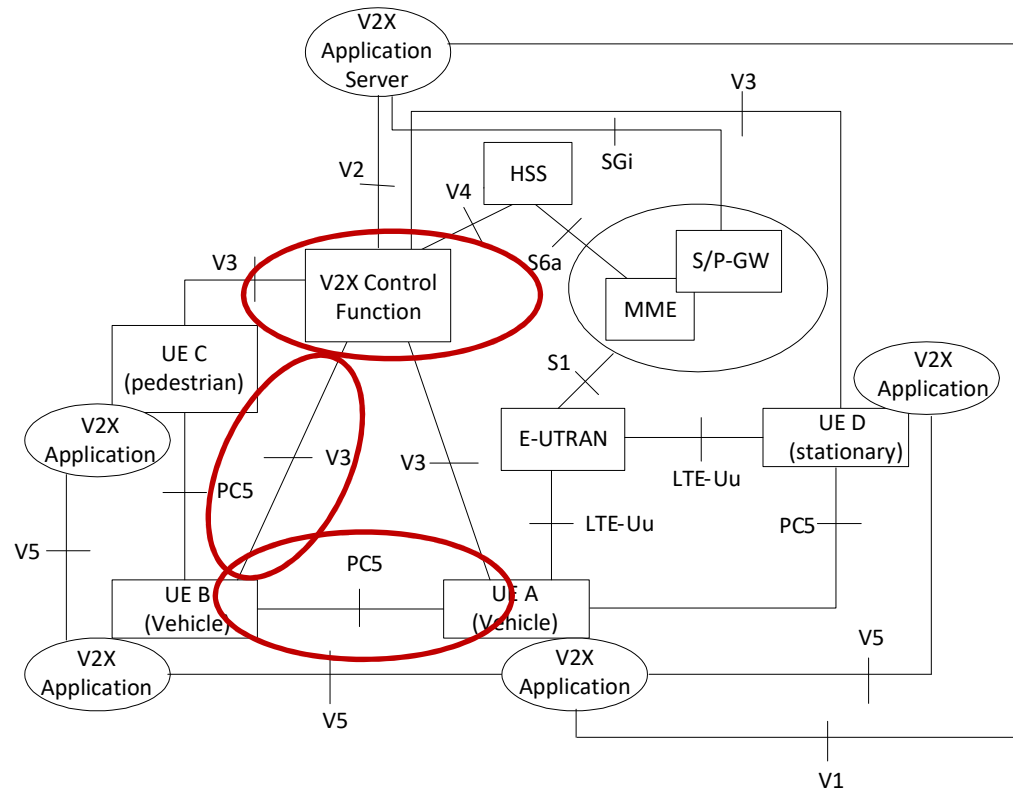 V2X
Application
Server
V3
SGi
V2
HSS
V4
S6a
S/P-GW
V3
V2X Control
Function
MME
UE C
(pedestrian)
S1
V2X
Application
V2X
Application
E-UTRAN
UE D
(stationary)
V3
V3
LTE-Uu
PC5
LTE-Uu
PC5
V5
PC5
UE B
(Vehicle)
UE A
(Vehicle)
V2X
Application
V2X
Application
V5
V5
V1